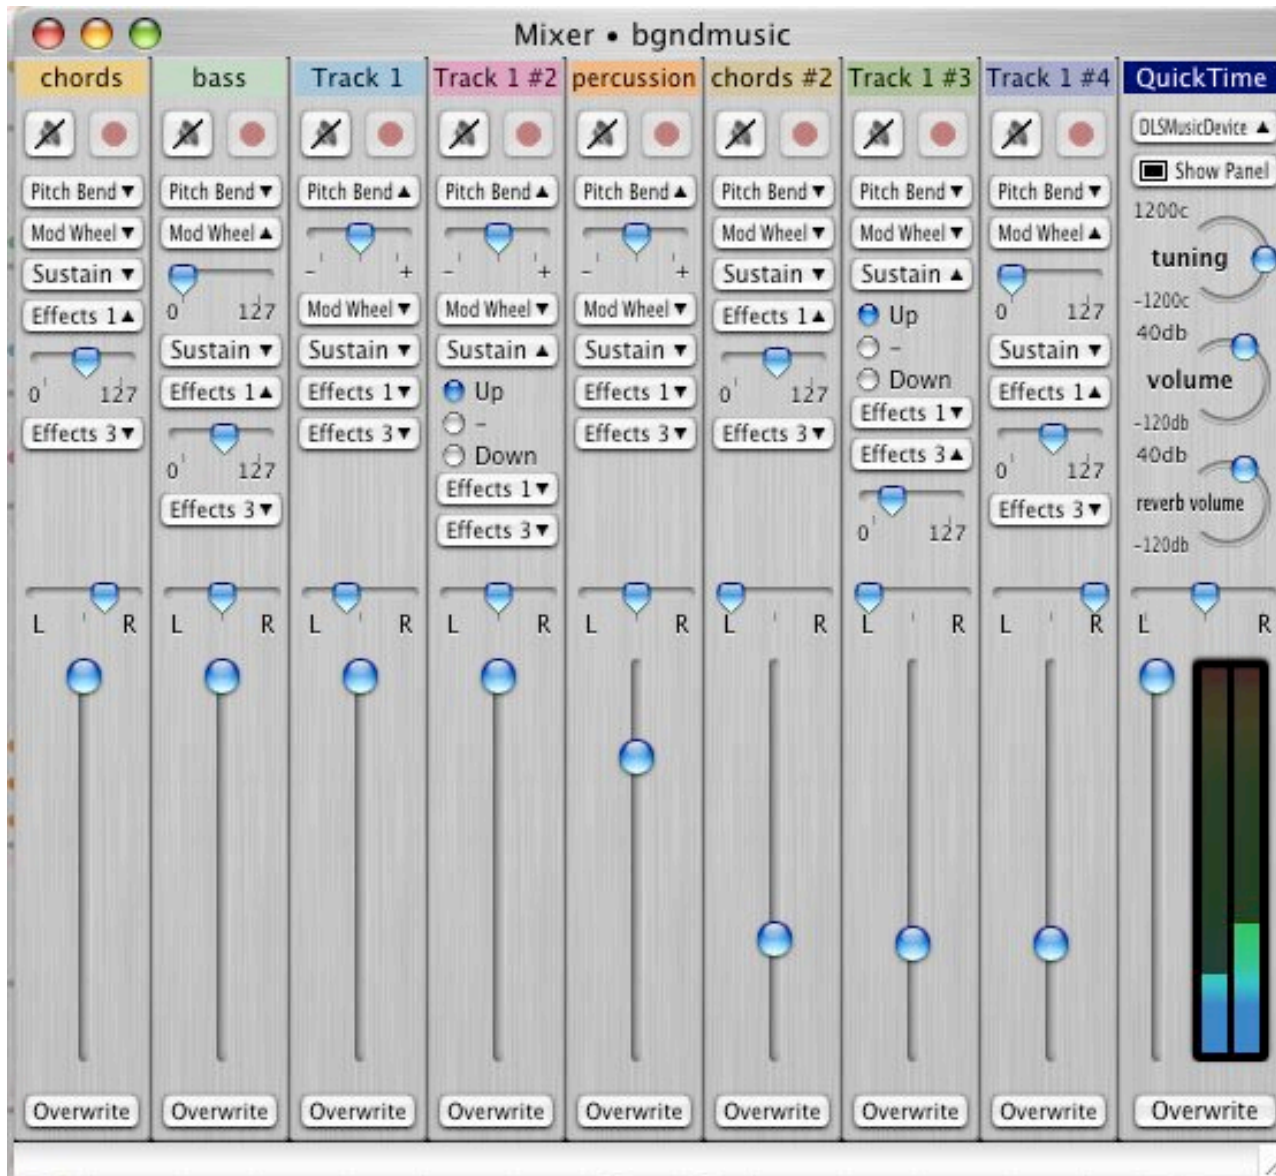 Mixer • bgndmusic
chords
bass
Track 1
Track 1 #2
percussion
chords #2
Track 1 #3
Track 1 #4
QuickTime
Pitch Bend▼
Mod Wheel▼
Sustain ▼
Effects 1▲
0 127
Effects 3▼
L R
Overwrite
Pitch Bend▼
Mod Wheel▲
0 127
Sustain ▼
Effects 1▲
0 127
Effects 3▼
L R
Overwrite
Pitch Bend▲
- +
Mod Wheel▼
Sustain ▼
Effects 1▼
Effects 3▼
L R
Overwrite
Pitch Bend▲
- +
Mod Wheel▼
Sustain ▲
Up
-
Down
Effects 1▼
Effects 3▼
L R
Overwrite
Pitch Bend▲
- +
Mod Wheel▼
Sustain ▼
Effects 1▼
Effects 3▼
L R
Overwrite
Pitch Bend▼
Mod Wheel▼
Sustain ▼
Effects 1▲
0 127
Effects 3▼
L R
Overwrite
Pitch Bend▼
Mod Wheel▼
Sustain ▲
Up
-
Down
Effects 1▼
Effects 3▲
0 127
L R
Overwrite
Pitch Bend▼
Mod Wheel▲
0 127
Sustain ▼
Effects 1▲
0 127
Effects 3▼
L R
Overwrite
DLSMusicDevice ▲
Show Panel
1200c
tuning
-1200c
40db
volume
-120db
40db
reverb volume
-120db
L R
Overwrite